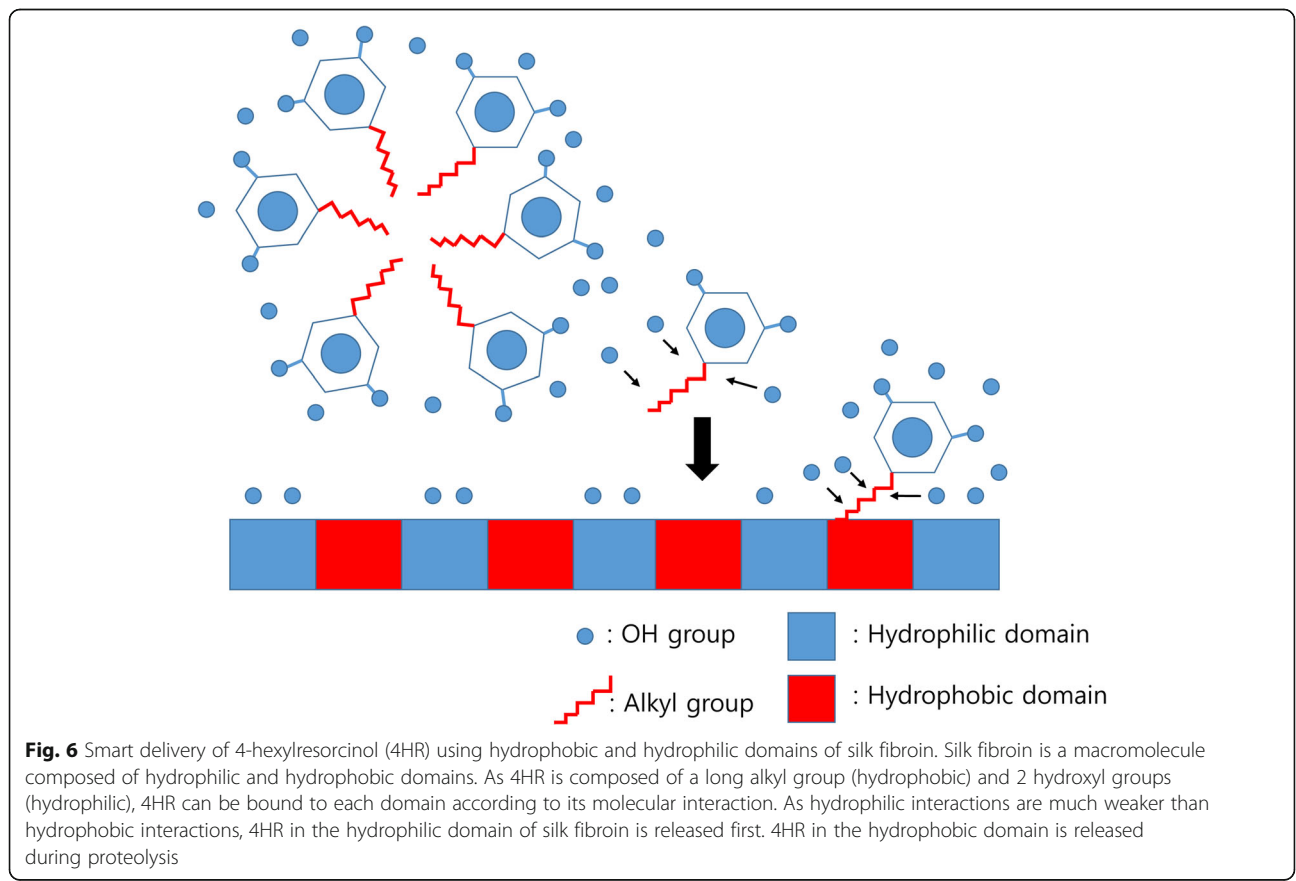 : OH group
: Hydrophilic domain
: Alkyl group
: Hydrophobic domain
Fig. 6 Smart delivery of 4-hexylresorcinol (4HR) using hydrophobic and hydrophilic domains of silk fibroin. Silk fibroin is a macromolecule
composed of hydrophilic and hydrophobic domains. As 4HR is composed of a long alkyl group (hydrophobic) and 2 hydroxyl groups
(hydrophilic), 4HR can be bound to each domain according to its molecular interaction. As hydrophilic interactions are much weaker than
hydrophobic interactions, 4HR in the hydrophilic domain of silk fibroin is released first. 4HR in the hydrophobic domain is released
during proteolysis